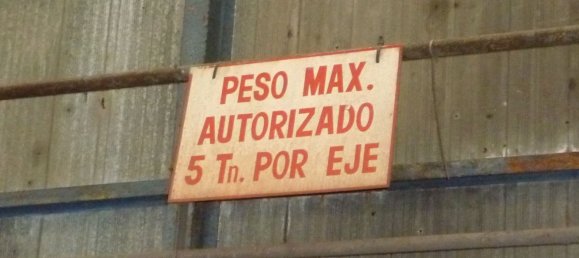 PESO MAX.
AUTORIZADO
5 Tn. POR EJE